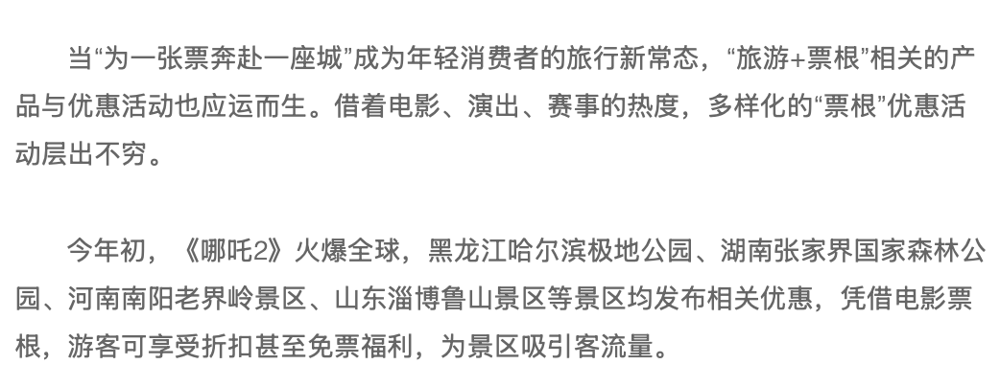 当“为一张票奔赴一座城”成为年轻消费者的旅行新常态，“旅游+票根”相关的产
品与优惠活动也应运而生。借着电影、演出、赛事的热度，多样化的“票根”优惠活
动层出不穷。
今年初，《哪吒2》火爆全球，黑龙江哈尔滨极地公园、湖南张家界国家森林公
园、河南南阳老界岭景区、山东淄博鲁山景区等景区均发布相关优惠，凭借电影票
根，游客可享受折扣甚至免票福利，为景区吸引客流量。